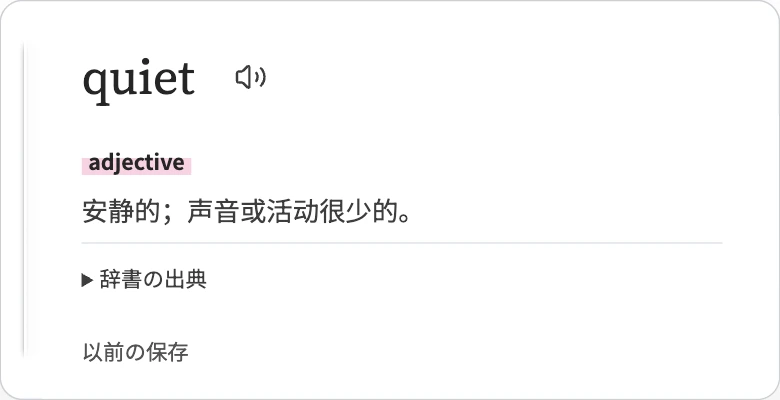 quiet
adjective
安静的；声音或活动很少的。
辞書の出典
以前の保存